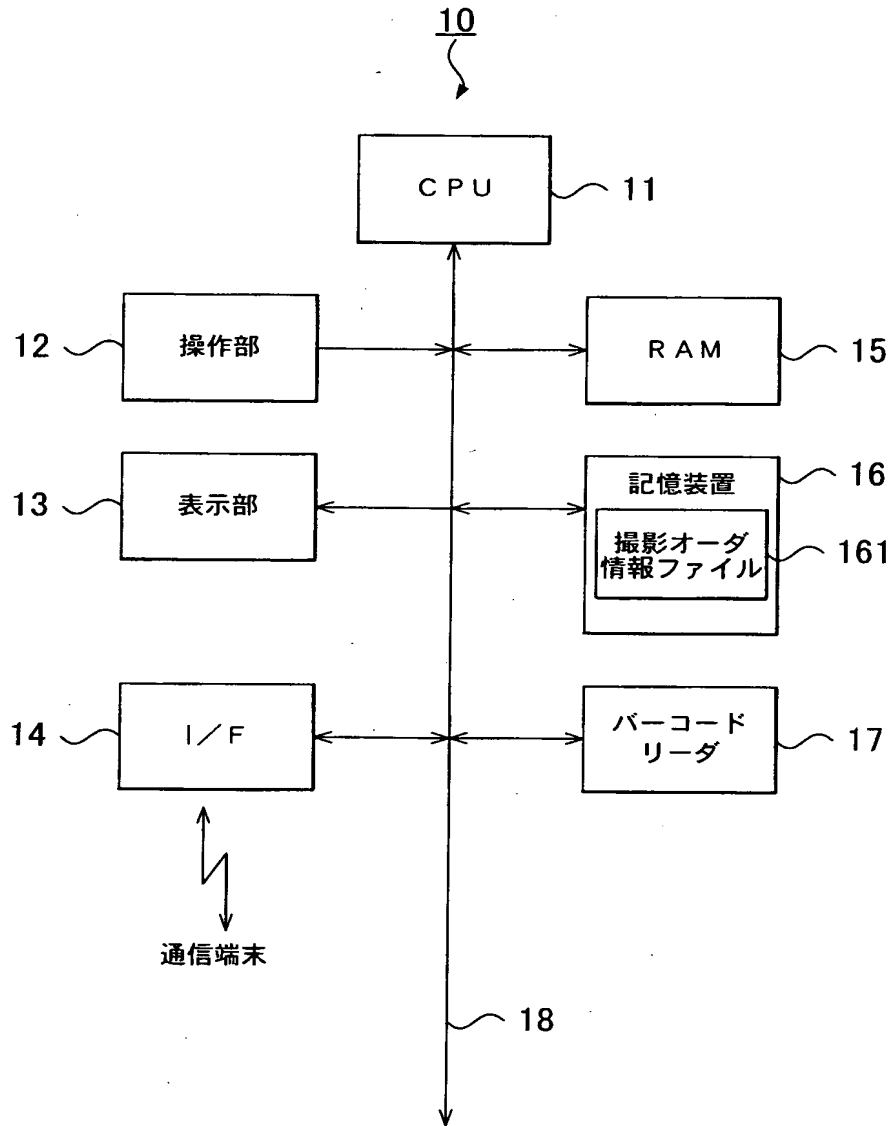 10
CPU
11
12
操作部
RAM
15
13
表示部
記憶装置
16
撮影オーダ
情報ファイル
161
14
I/F
バーコード
リーダ
17
通信端末
18